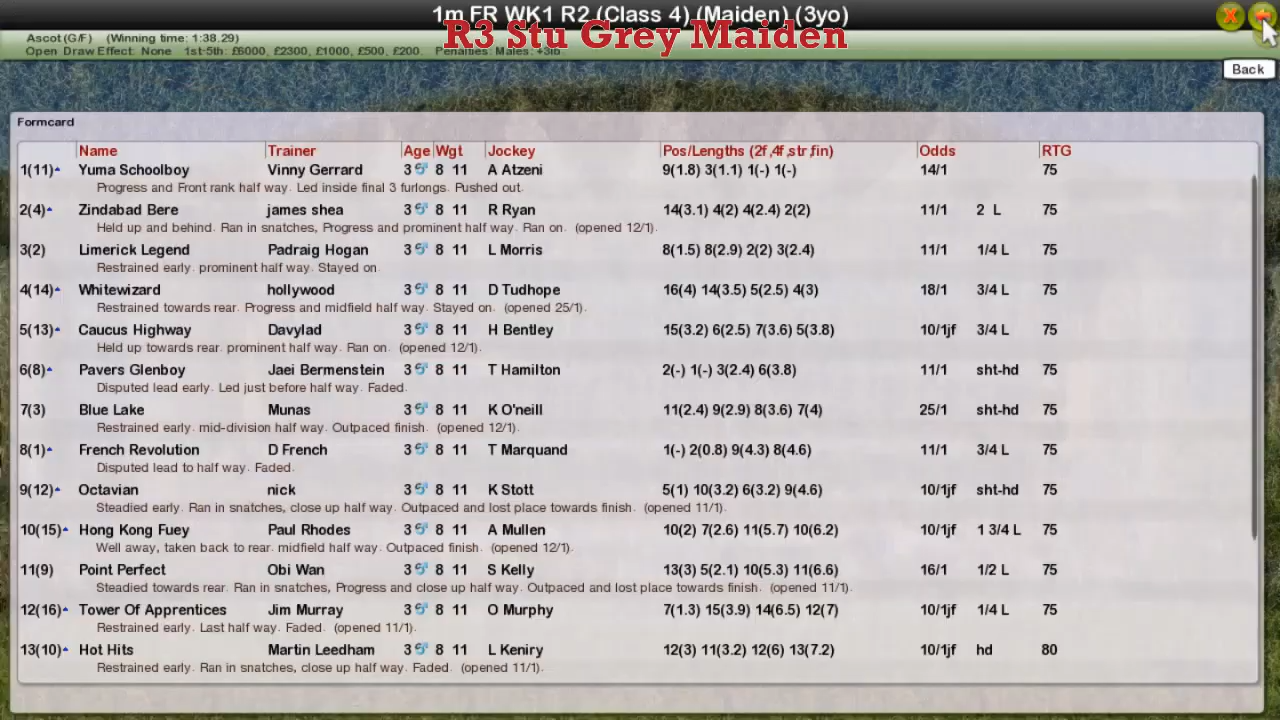 1m FR WK1 R2 (Class 4) (Maiden) (3yo)
R3 Stu Grey Maiden
Ascot(G/F) (Winning time: 1:38.29)
Open Draw Effect: None 1st-5th: £6000, £2300, £1000, £500, £200. Penalties: Males: +3lb
Back
Formcard
Name Trainer Age Wgt Jockey Pos/Lengths (2f,4f,str,fin) Odds RTG
1(11) Yuma Schoolboy Vinny Gerrard 3 8 11 A Atzeni 9(1.8) 3(1.1) 1(-) 1(-) 14/1 75
Progress and Front rank half way. Led inside final 3 furlongs. Pushed out.
2(4) Zindabad Bere james shea 3 8 11 R Ryan 14(3.1) 4(2) 4(2.4) 2(2) 11/1 2 L 75
Held up and behind. Ran in snatches, Progress and prominent half way. Ran on. (opened 12/1).
3(2) Limerick Legend Padraig Hogan 3 8 11 L Morris 8(1.5) 8(2.9) 2(2) 3(2.4) 11/1 1/4 L 75
Restrained early. prominent half way. Stayed on.
4(14) Whitewizard hollywood 3 8 11 D Tudhope 16(4) 14(3.5) 5(2.5) 4(3) 18/1 3/4 L 75
Restrained towards rear. Progress and midfield half way. Stayed on. (opened 25/1).
5(13) Caucus Highway Davylad 3 8 11 H Bentley 15(3.2) 6(2.5) 7(3.6) 5(3.8) 10/1jf 3/4 L 75
Held up towards rear. prominent half way. Ran on. (opened 12/1).
6(8) Pavers Glenboy Jaei Bermenstein 3 8 11 T Hamilton 2(-) 1(-) 3(2.4) 6(3.8) 11/1 sht-hd 75
Disputed lead early. Led just before half way. Faded.
7(3) Blue Lake Munas 3 8 11 K O'neill 11(2.4) 9(2.9) 8(3.6) 7(4) 25/1 sht-hd 75
Restrained early. mid-division half way. Outpaced finish. (opened 12/1).
8(1) French Revolution D French 3 8 11 T Marquand 1(-) 2(0.8) 9(4.3) 8(4.6) 11/1 3/4 L 75
Disputed lead to half way. Faded.
9(12) Octavian nick 3 8 11 K Stott 5(1) 10(3.2) 6(3.2) 9(4.6) 10/1jf sht-hd 75
Steadied early. Ran in snatches, close up half way. Outpaced and lost place towards finish. (opened 11/1).
10(15) Hong Kong Fuey Paul Rhodes 3 8 11 A Mullen 10(2) 7(2.6) 11(5.7) 10(6.2) 10/1jf 1 3/4 L 75
Well away, taken back to rear. midfield half way. Outpaced finish. (opened 12/1).
11(9) Point Perfect Obi Wan 3 8 11 S Kelly 13(3) 5(2.1) 10(5.3) 11(6.6) 16/1 1/2 L 75
Steadied towards rear. Ran in snatches, Progress and close up half way. Outpaced and lost place towards finish. (opened 11/1).
12(16) Tower Of Apprentices Jim Murray 3 8 11 O Murphy 7(1.3) 15(3.9) 14(6.5) 12(7) 10/1jf 1/4 L 75
Restrained early. Last half way. Faded. (opened 11/1).
13(10) Hot Hits Martin Leedham 3 8 11 L Keniry 12(3) 11(3.2) 12(6) 13(7.2) 10/1jf hd 80
Restrained early. Ran in snatches, close up half way. Faded. (opened 11/1).